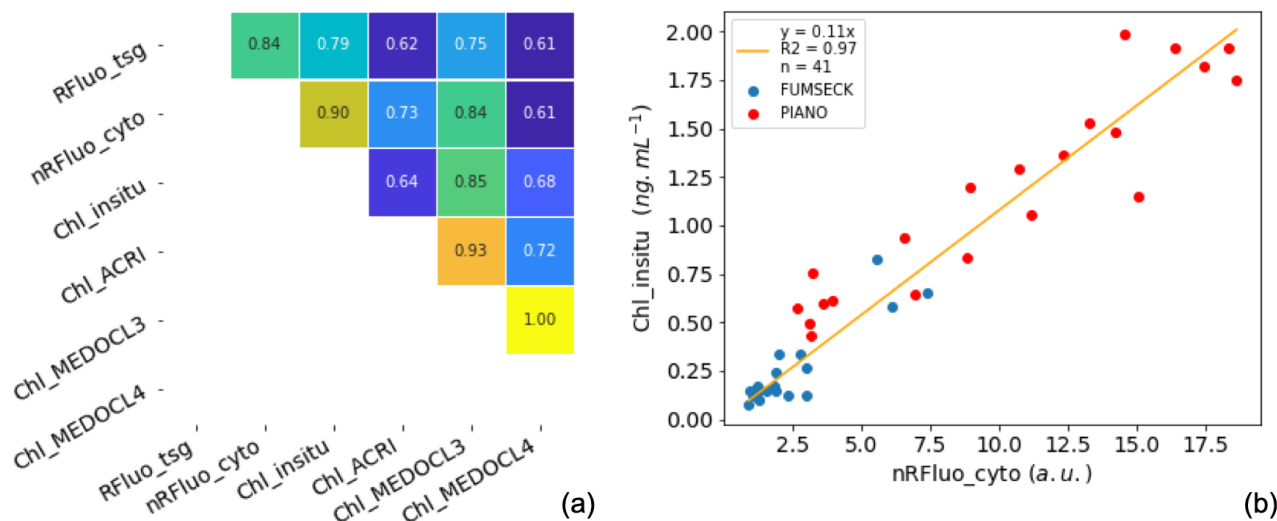 RFluo_tsg
0.84 0.79 0.62 0.75 0.61
nRFluo_cyto
0.90 0.73 0.84 0.61
Chl_insitu
0.64 0.85 0.68
Chl_ACRI
0.93 0.72
Chl_MEDOCL3
1.00
Chl_MEDOCL4
RFluo_tsg
nRFluo_cyto
Chl_insitu
Chl_ACRI
Chl_MEDOCL3
Chl_MEDOCL4
(a)
y = 0.11x
R2 = 0.97
n = 41
FUMSECK
PIANO
Chl_insitu (ng. mL⁻¹)
2.00
1.75
1.50
1.25
1.00
0.75
0.50
0.25
0.00
2.5 5.0 7.5 10.0 12.5 15.0 17.5
nRFluo_cyto (a. u.)
(b)